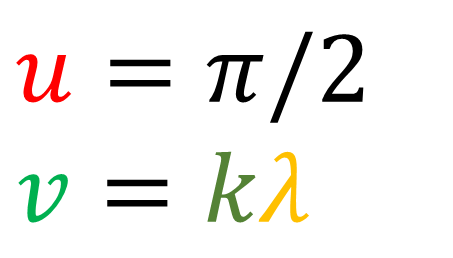 u = π/2
v = kλ